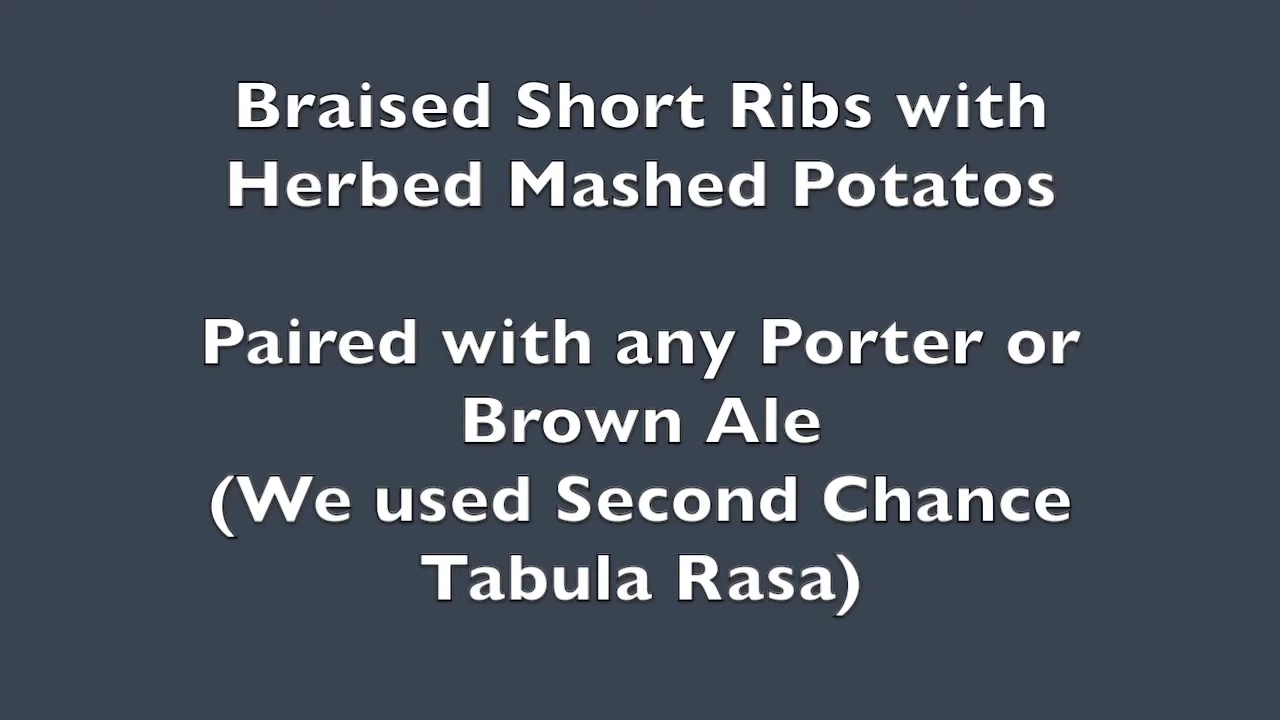 Braised Short Ribs with
Herbed Mashed Potatos
Paired with any Porter or
Brown Ale
(We used Second Chance
Tabula Rasa)